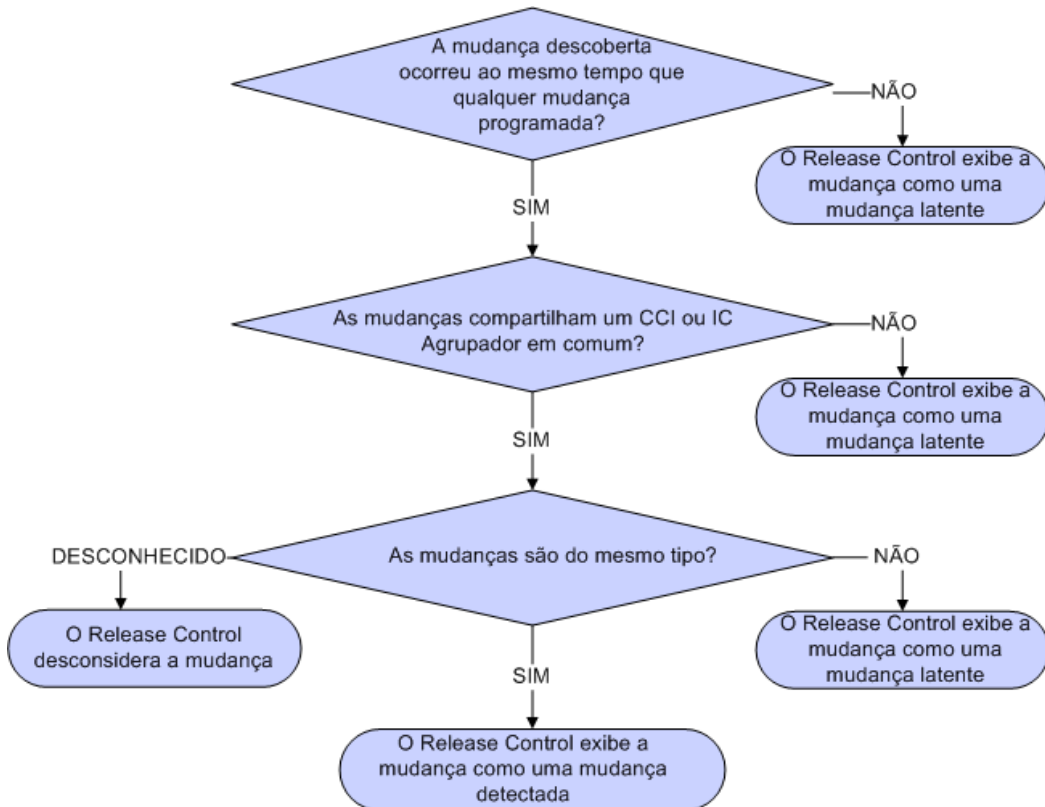 A mudança descoberta
ocorreu ao mesmo tempo que
qualquer mudança
programada?
NÃO
O Release Control exibe a
mudança como uma
mudança latente
SIM
As mudanças compartilham um CCI ou IC
Agrupador em comum?
NÃO
O Release Control exibe a
mudança como uma
mudança latente
SIM
As mudanças são do mesmo tipo?
DESCONHECIDO
NÃO
O Release Control
desconsidera a mudança
O Release Control exibe a
mudança como uma
mudança latente
SIM
O Release Control exibe a
mudança como uma mudança
detectada